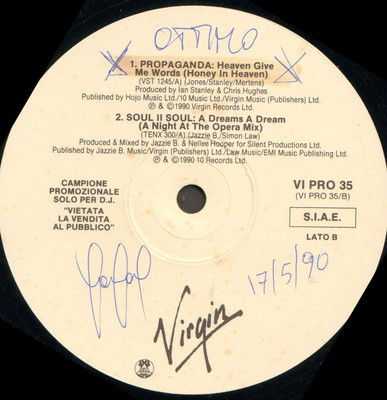 OTTIMO
1. PROPAGANDA: Heaven Give
Me Words (Honey In Heaven)
(VST 1245/A) (Jones/Stanley/Mertens)
Produced by Ian Stanley & Chris Hughes
Published by Hojo Music Ltd./10 Music Ltd./Virgin Music (Publishers) Ltd.
℗ & © 1990 Virgin Records Ltd.
2. SOUL II SOUL: A Dreams A Dream
(A Night At The Opera Mix)
(TENX 300/A) (Jazzie B./Simon Law)
Produced & Mixed by Jazzie B. & Nellee Hooper for Silent Productions Ltd.
Published by Jazzie B. Music/Virgin (Publishers) Ltd./Law Music/EMI Music Publishing Ltd.
℗ & © 1990 10 Records Ltd.
CAMPIONE
PROMOZIONALE
SOLO PER D.J.
"VIETATA
LA VENDITA
AL PUBBLICO"
VI PRO 35
(VI PRO 35/B)
S.I.A.E.
LATO B
17/5/90
Virgin